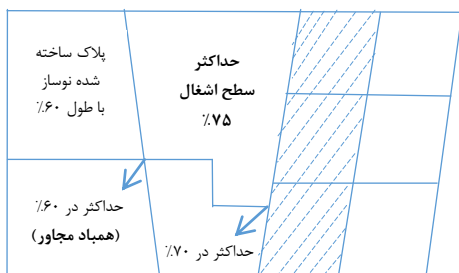 پلاک ساخته
شده نوساز
با طول ۶۰٪
حداکثر
سطح اشغال
۷۵٪
حداکثر در ۶۰٪
(همباد مجاور)
حداکثر در ۷۰٪